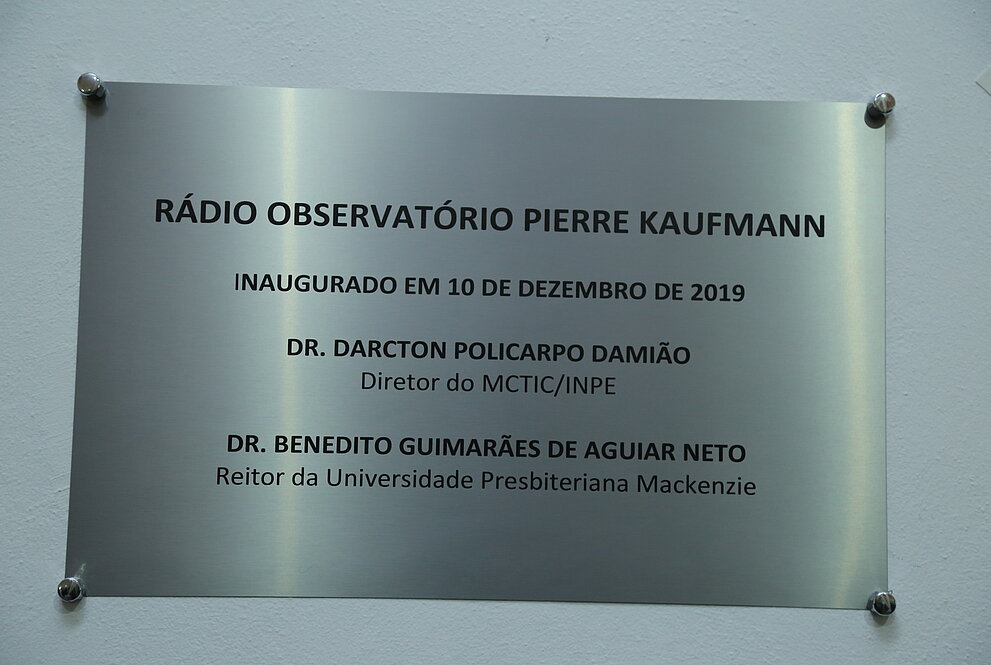 RÁDIO OBSERVATÓRIO PIERRE KAUFMANN
INAUGURADO EM 10 DE DEZEMBRO DE 2019
DR. DARCTON POLICARPO DAMIÃO
Diretor do MCTIC/INPE
DR. BENEDITO GUIMARÃES DE AGUIAR NETO
Reitor da Universidade Presbiteriana Mackenzie